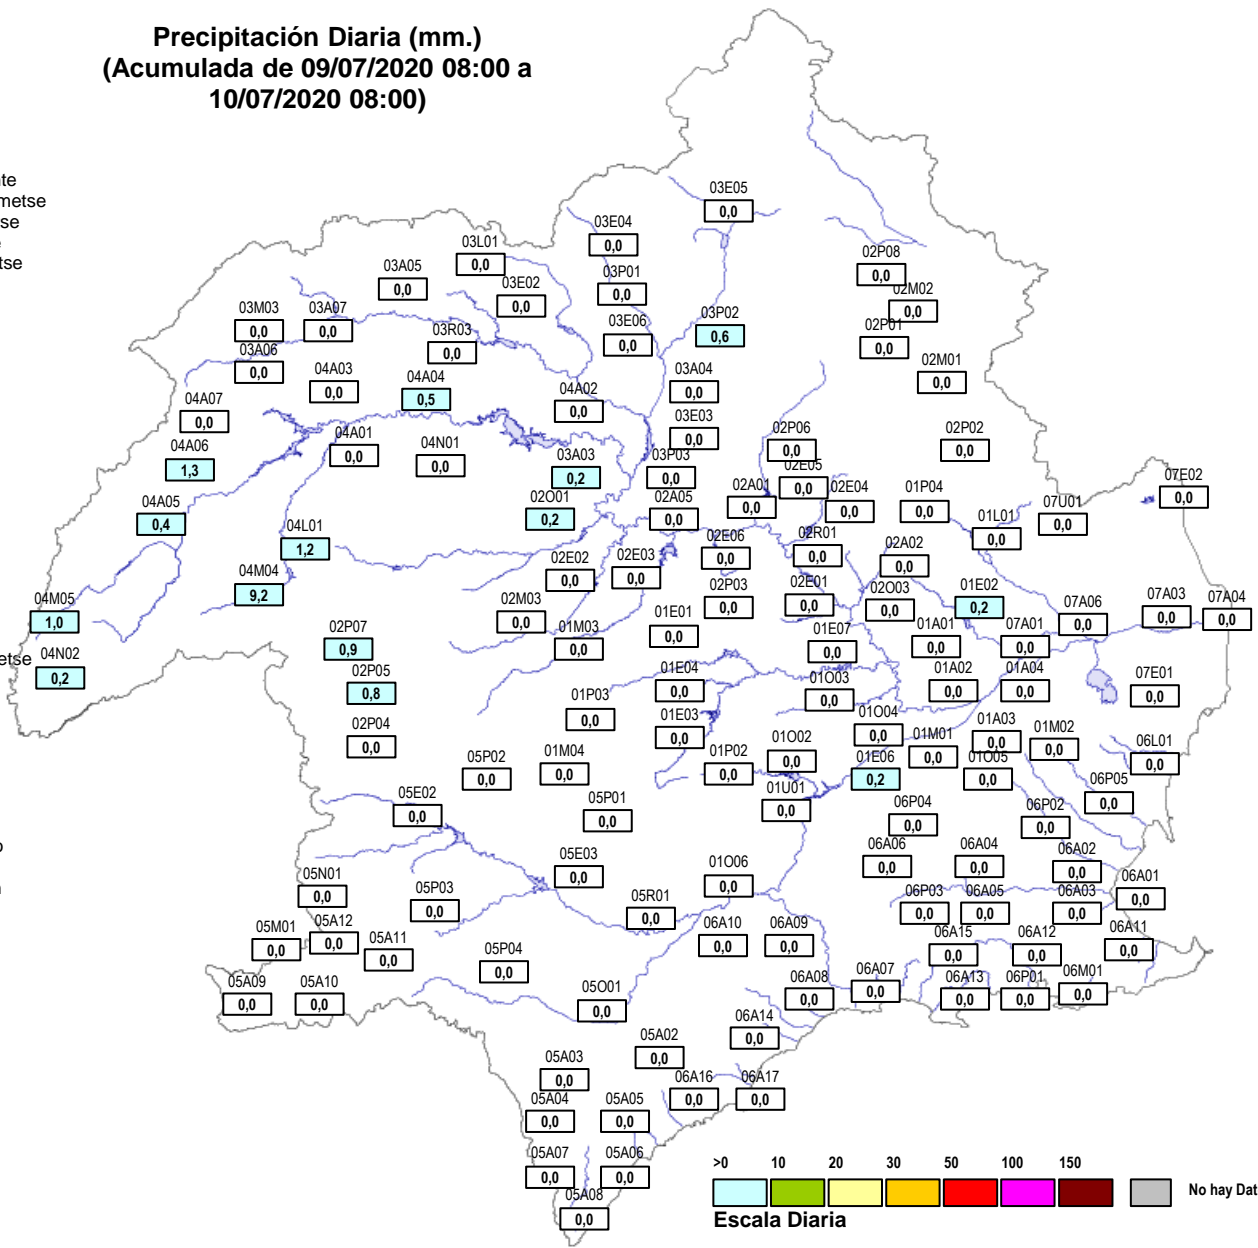 Precipitación Diaria (mm.)
(Acumulada de 09/07/2020 08:00 a
10/07/2020 08:00)
te
metse
se
tse
03E05
0,0
03E04
0,0
03L01
0,0
02P08
0,0
03A05
0,0
03P01
0,0
03E02
0,0
02M02
0,0
03M03
0,0
03A07
0,0
03P02
0,6
03E06
0,0
02P01
0,0
03R03
0,0
03A06
0,0
02M01
0,0
04A03
0,0
04A04
0,5
03A04
0,0
04A02
0,0
04A07
0,0
03E03
0,0
02P06
0,0
02P02
0,0
04A01
0,0
04N01
0,0
04A06
1,3
03A03
0,2
03P03
0,0
02E05
0,0
07E02
0,0
02A01
0,0
02E04
0,0
01P04
0,0
04A05
0,4
02O01
0,2
02A05
0,0
07U01
0,0
01L01
0,0
04L01
1,2
02E06
0,0
02R01
0,0
02A02
0,0
02E02
0,0
02E03
0,0
04M04
9,2
02P03
0,0
02E01
0,0
02O03
0,0
01E02
0,2
04M05
1,0
02M03
0,0
07A06
0,0
07A03
0,0
07A04
0,0
01E01
0,0
02P07
0,9
01M03
0,0
01E07
0,0
01A01
0,0
07A01
0,0
etse
04N02
0,2
02P05
0,8
01E04
0,0
01O03
0,0
01A02
0,0
01A04
0,0
07E01
0,0
01P03
0,0
02P04
0,0
01E03
0,0
01O04
0,0
01A03
0,0
01M02
0,0
05P02
0,0
01M04
0,0
01P02
0,0
01O02
0,0
01M01
0,0
01E06
0,2
01O05
0,0
06L01
0,0
05E02
0,0
05P01
0,0
01U01
0,0
06P04
0,0
06P02
0,0
06P05
0,0
o
05N01
0,0
05P03
0,0
05E03
0,0
01O06
0,0
06A06
0,0
06A04
0,0
06A02
0,0
06A01
0,0
05R01
0,0
06P03
0,0
06A05
0,0
06A03
0,0
05M01
0,0
05A12
0,0
05A11
0,0
05P04
0,0
06A10
0,0
06A09
0,0
06A15
0,0
06A12
0,0
06A11
0,0
05A09
0,0
05A10
0,0
05O01
0,0
06A08
0,0
06A07
0,0
06A13
0,0
06P01
0,0
06M01
0,0
06A14
0,0
05A02
0,0
05A03
0,0
06A16
0,0
06A17
0,0
05A04
0,0
05A05
0,0
05A07
0,0
05A06
0,0
05A08
0,0
>0 10 20 30 50 100 150
No hay Dat
Escala Diaria